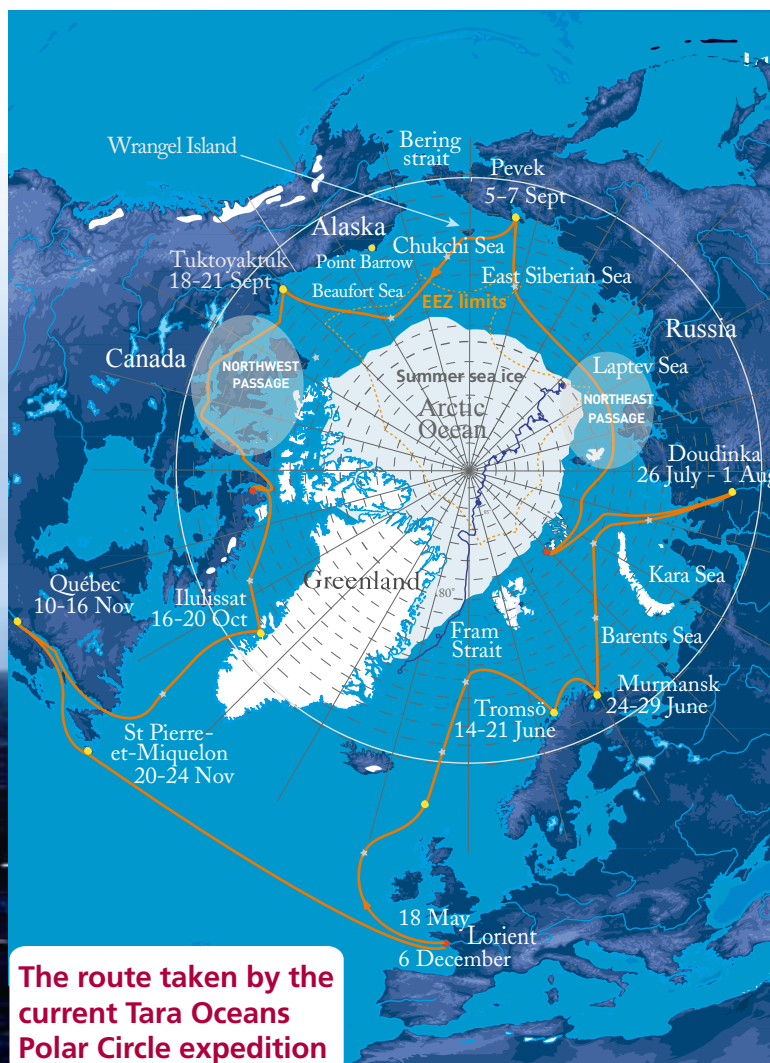 Wrangel Island
Bering
strait
Pevek
5-7 Sept
Alaska
Chukchi Sea
Tuktoyaktuk
18-21 Sept
Point Barrow
Beaufort Sea
East Siberian Sea
EEZ limits
Russia
Canada
NORTHWEST
PASSAGE
Summer sea ice
Arctic
Ocean
Laptev Sea
NORTHEAST
PASSAGE
Doudinka
26 July - 1 Aug
Québec
10-16 Nov
Ilulissat
16-20 Oct
Greenland
80°
Kara Sea
Fram
Strait
Barents Sea
Murmansk
24-29 June
Tromsö
14-21 June
St Pierre-
et-Miquelon
20-24 Nov
18 May
Lorient
6 December
The route taken by the
current Tara Oceans
Polar Circle expedition